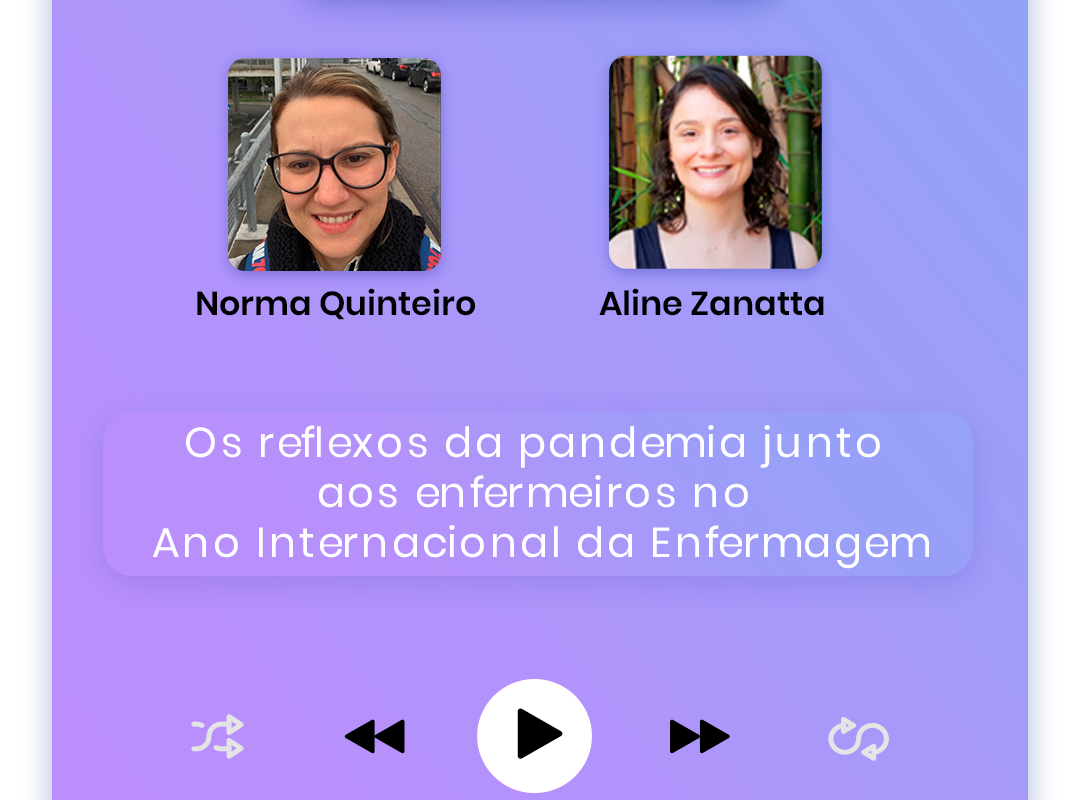 Norma Quinteiro
Aline Zanatta
Os reflexos da pandemia junto
aos enfermeiros no
Ano Internacional da Enfermagem